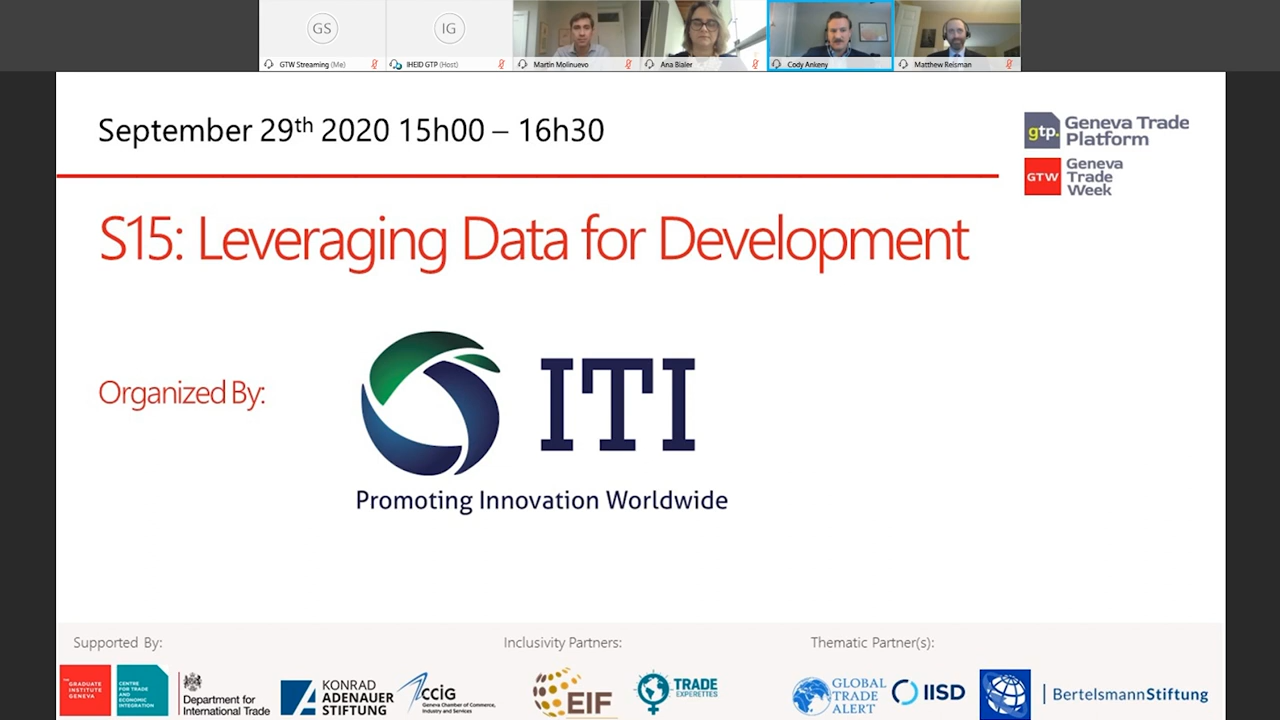 GS
IG
GTW Streaming (Me)
IHEID GTP (Host)
Martin Molinuevo
Ana Bialer
Cody Ankeny
Matthew Reisman
September 29th 2020 15h00 – 16h30
gtp.
Geneva Trade
Platform
GTW
Geneva
Trade
Week
S15: Leveraging Data for Development
Organized By:
ITI
Promoting Innovation Worldwide
Supported By:
Inclusivity Partners:
Thematic Partner(s):
THE
GRADUATE
INSTITUTE
GENEVA
CENTRE
FOR TRADE
AND
ECONOMIC
INTEGRATION
Department for
International Trade
KONRAD
ADENAUER
STIFTUNG
CCIG
Geneva Chamber of Commerce,
Industry and Services
EIF
TRADE
EXPERETTES
GLOBAL
TRADE
ALERT
IISD
BertelsmannStiftung